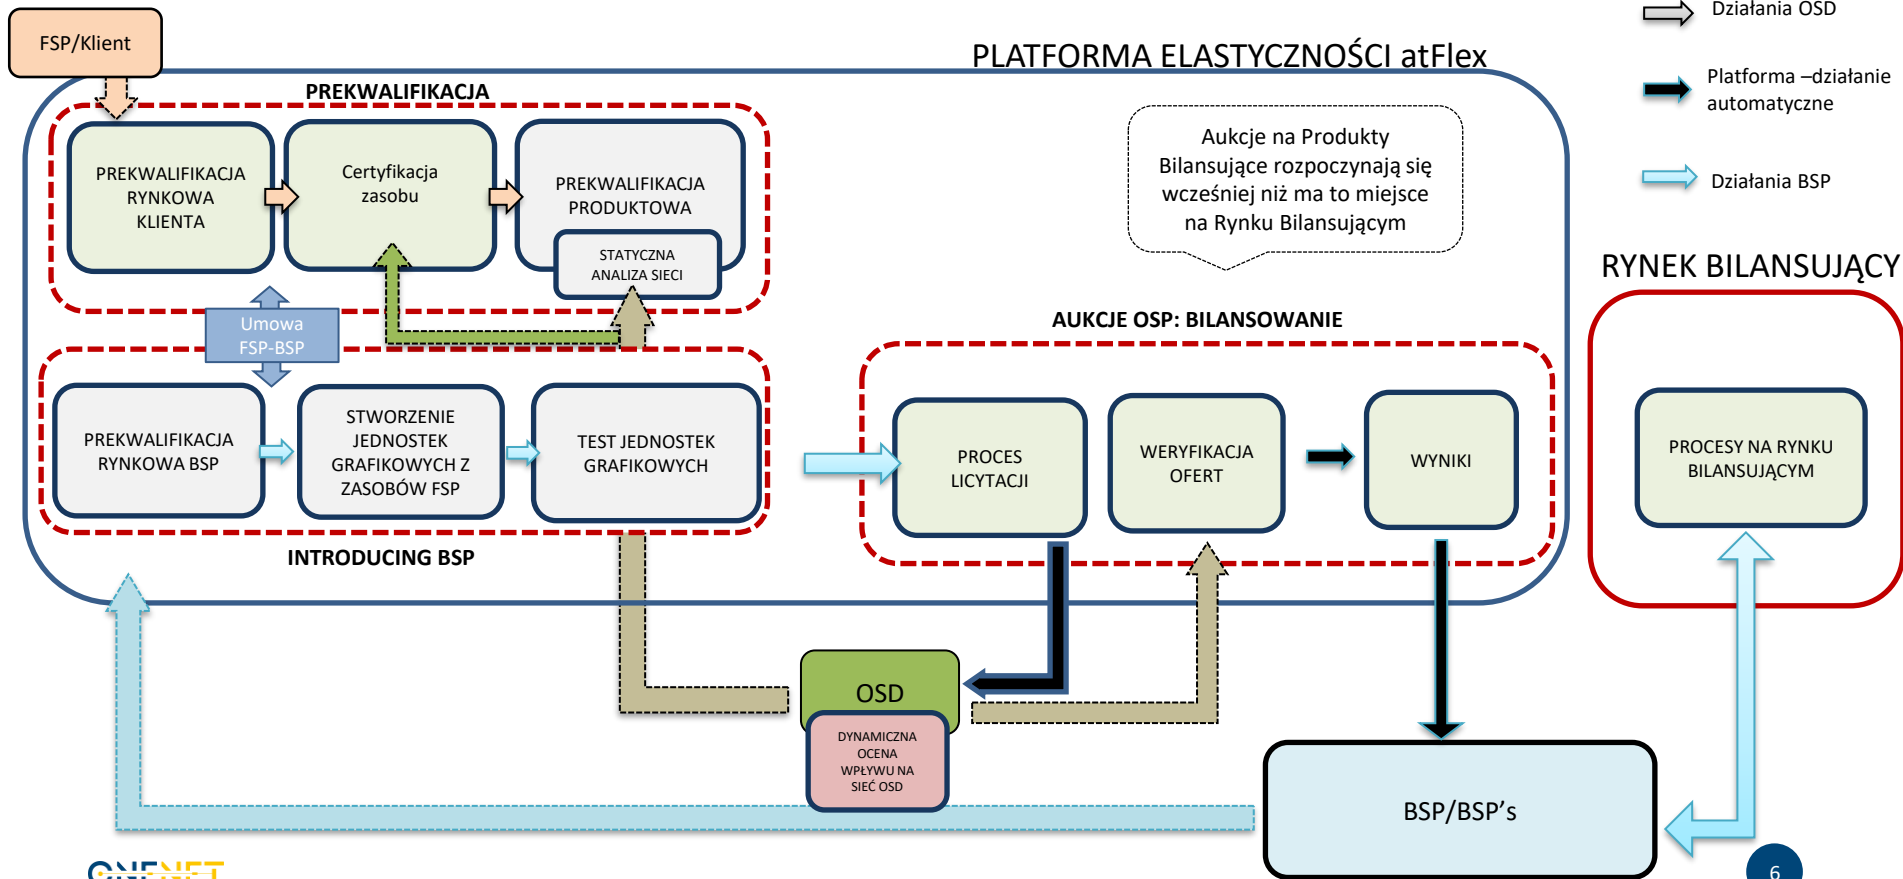 Działania OSD
FSP/Klient
PLATFORMA ELASTYCZNOŚCI atFlex
Platforma –działanie
automatyczne
PREKWALIFIKACJA
Aukcje na Produkty
Bilansujące rozpoczynają się
wcześniej niż ma to miejsce
na Rynku Bilansującym
Działania BSP
PREKWALIFIKACJA
RYNKOWA
KLIENTA
Certyfikacja
zasobu
PREKWALIFIKACJA
PRODUKTOWA
STATYCZNA
ANALIZA SIECI
RYNEK BILANSUJĄCY
Umowa
FSP-BSP
AUKCJE OSP: BILANSOWANIE
PREKWALIFIKACJA
RYNKOWA BSP
STWORZENIE
JEDNOSTEK
GRAFIKOWYCH Z
ZASOBÓW FSP
TEST JEDNOSTEK
GRAFIKOWYCH
PROCES
LICYTACJI
WERYFIKACJA
OFERT
WYNIKI
PROCESY NA RYNKU
BILANSUJĄCYM
INTRODUCING BSP
OSD
DYNAMICZNA
OCENA
WPŁYWU NA
SIEĆ OSD
BSP/BSP's
ONENET
6